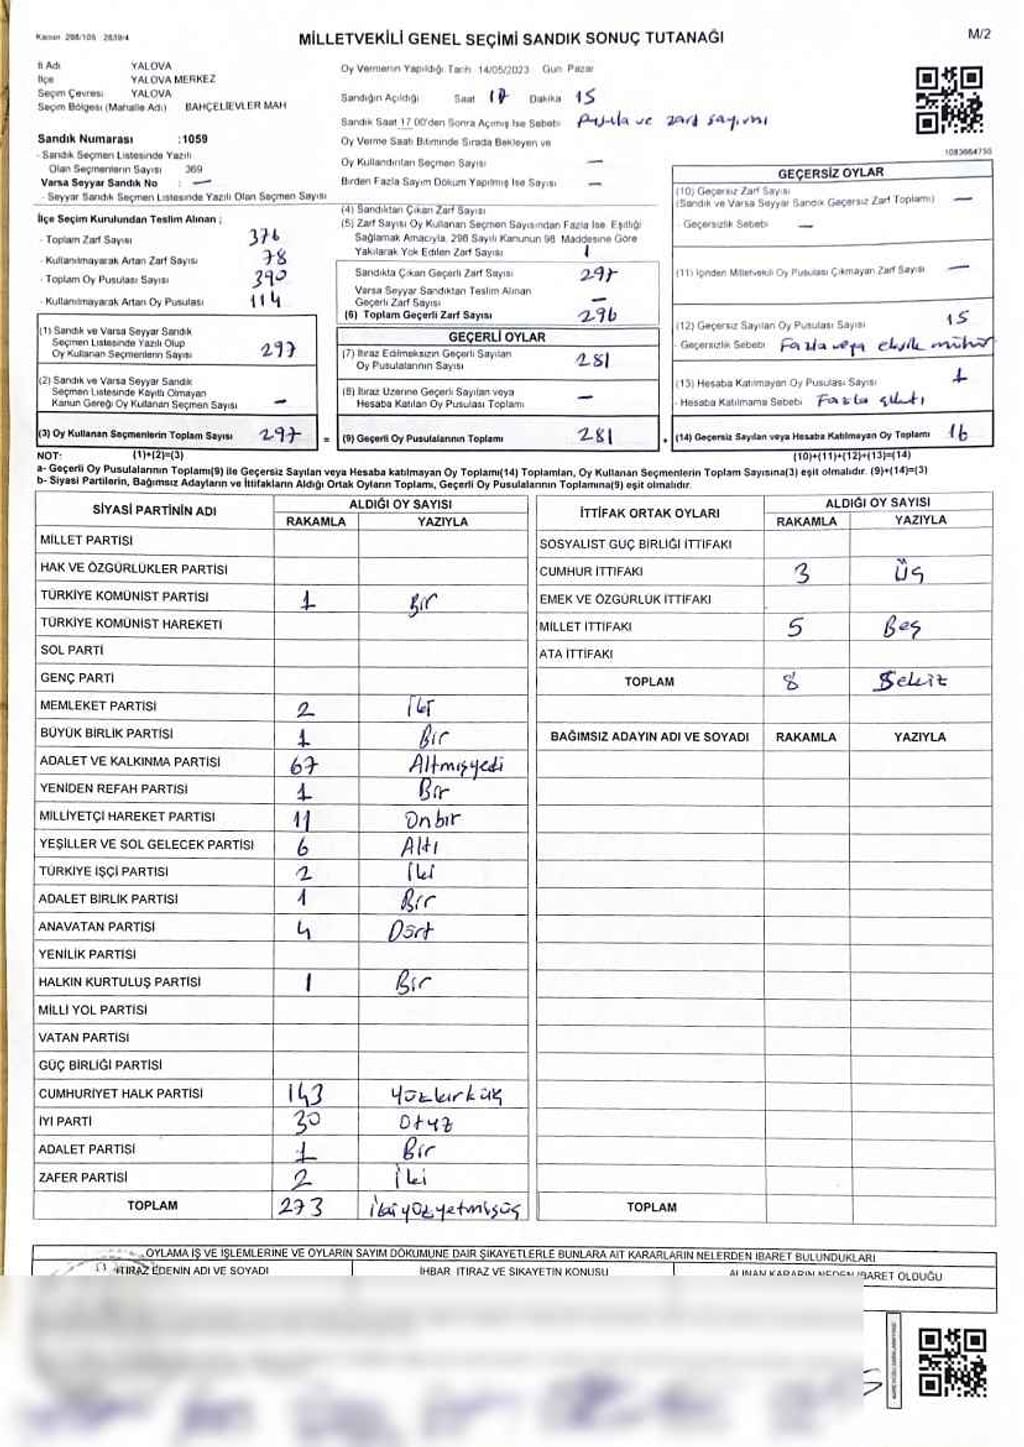 Kanun 298/105 2839/4
MİLLETVEKİLİ GENEL SEÇİMİ SANDIK SONUÇ TUTANAĞI
M/2
İl Adı YALOVA
İlçe YALOVA MERKEZ
Seçim Çevresi YALOVA
Seçim Bölgesi (Mahalle Adı) BAHÇELİEVLER MAH
Sandık Numarası :1059
- Sandık Seçmen Listesinde Yazılı
Olan Seçmenlerin Sayısı 369
Varsa Seyyar Sandık No : —
- Seyyar Sandık Seçmen Listesinde Yazılı Olan Seçmen Sayısı
Oy Vermenin Yapıldığı Tarih 14/05/2023 Gün Pazar
Sandığın Açıldığı Saat 17 Dakika 15
Sandık Saat 17 00'den Sonra Açılmış İse Sebebi Pusula ve zarf sayımı
Oy Verme Saati Bitiminde Sırada Bekleyen ve
Oy Kullandırılan Seçmen Sayısı —
Birden Fazla Sayım Döküm Yapılmış İse Sayısı —
1083664750
İlçe Seçim Kurulundan Teslim Alınan ;
- Toplam Zarf Sayısı 376
- Kullanılmayarak Artan Zarf Sayısı 78
- Toplam Oy Pusulası Sayısı 390
- Kullanılmayarak Artan Oy Pusulası 114
(1) Sandık ve Varsa Seyyar Sandık
Seçmen Listesinde Yazılı Olup
Oy Kullanan Seçmenlerin Sayısı 297
(2) Sandık ve Varsa Seyyar Sandık
Seçmen Listesinde Kayıtlı Olmayan
Kanun Gereği Oy Kullanan Seçmen Sayısı —
(3) Oy Kullanan Seçmenlerin Toplam Sayısı 297 =
(4) Sandıktan Çıkan Zarf Sayısı
(5) Zarf Sayısı Oy Kullanan Seçmen Sayısından Fazla İse, Eşitliği
Sağlamak Amacıyla, 298 Sayılı Kanunun 98 Maddesine Göre
Yakılarak Yok Edilen Zarf Sayısı 1
Sandıkta Çıkan Geçerli Zarf Sayısı 297
Varsa Seyyar Sandıktan Teslim Alınan
Geçerli Zarf Sayısı —
(6) Toplam Geçerli Zarf Sayısı 296
GEÇERLİ OYLAR
(7) İtiraz Edilmeksizin Geçerli Sayılan
Oy Pusulalarının Sayısı 281
(8) İtiraz Üzerine Geçerli Sayılan veya
Hesaba Katılan Oy Pusulası Toplamı —
(9) Geçerli Oy Pusulalarının Toplamı 281
GEÇERSİZ OYLAR
(10) Geçersiz Zarf Sayısı
(Sandık ve Varsa Seyyar Sandık Geçersiz Zarf Toplamı) —
- Geçersizlik Sebebi —
(11) İçinden Milletvekili Oy Pusulası Çıkmayan Zarf Sayısı —
(12) Geçersiz Sayılan Oy Pusulası Sayısı 15
- Geçersizlik Sebebi Fazla veya eksik mühür
(13) Hesaba Katılmayan Oy Pusulası Sayısı 1
- Hesaba Katılmama Sebebi Fazla çıktı
(14) Geçersiz Sayılan veya Hesaba Katılmayan Oy Toplamı 16
NOT: (1)+(2)=(3) (10)+(11)+(12)+(13)=(14)
a- Geçerli Oy Pusulalarının Toplamı(9) ile Geçersiz Sayılan veya Hesaba katılmayan Oy Toplamı(14) Toplamları, Oy Kullanan Seçmenlerin Toplam Sayısına(3) eşit olmalıdır. (9)+(14)=(3)
b- Siyasi Partilerin, Bağımsız Adayların ve İttifakların Aldığı Ortak Oyların Toplamı, Geçerli Oy Pusulalarının Toplamına(9) eşit olmalıdır.
SİYASİ PARTİNİN ADI ALDIĞI OY SAYISI
RAKAMLA YAZIYLA
MİLLET PARTİSİ
HAK VE ÖZGÜRLÜKLER PARTİSİ
TÜRKİYE KOMÜNİST PARTİSİ 1 Bir
TÜRKİYE KOMÜNİST HAREKETİ
SOL PARTİ
GENÇ PARTİ
MEMLEKET PARTİSİ 2 İki
BÜYÜK BİRLİK PARTİSİ 1 Bir
ADALET VE KALKINMA PARTİSİ 67 Altmışyedi
YENİDEN REFAH PARTİSİ 1 Bir
MİLLİYETÇİ HAREKET PARTİSİ 11 Onbir
YEŞİLLER VE SOL GELECEK PARTİSİ 6 Altı
TÜRKİYE İŞÇİ PARTİSİ 2 İki
ADALET BİRLİK PARTİSİ 1 Bir
ANAVATAN PARTİSİ 4 Dört
YENİLİK PARTİSİ
HALKIN KURTULUŞ PARTİSİ 1 Bir
MİLLİ YOL PARTİSİ
VATAN PARTİSİ
GÜÇ BİRLİĞİ PARTİSİ
CUMHURİYET HALK PARTİSİ 143 Yüzkırküç
İYİ PARTİ 30 Otuz
ADALET PARTİSİ 1 Bir
ZAFER PARTİSİ 2 İki
TOPLAM 273 İkiyüzyetmişüç
İTTİFAK ORTAK OYLARI ALDIĞI OY SAYISI
RAKAMLA YAZIYLA
SOSYALİST GÜÇ BİRLİĞİ İTTİFAKI
CUMHUR İTTİFAKI 3 Üç
EMEK VE ÖZGÜRLÜK İTTİFAKI
MİLLET İTTİFAKI 5 Beş
ATA İTTİFAKI
TOPLAM 8 Sekiz
BAĞIMSIZ ADAYIN ADI VE SOYADI RAKAMLA YAZIYLA
TOPLAM
OYLAMA İŞ VE İŞLEMLERİNE VE OYLARIN SAYIM DÖKÜMUNE DAİR ŞİKAYETLERLE BUNLARA AİT KARARLARIN NELERDEN İBARET BULUNDUKLARI
İTİRAZ EDENİN ADI VE SOYADI İHBAR İTİRAZ VE ŞİKAYETİN KONUSU ALINAN KARARIN NEDEN İBARET OLDUĞU